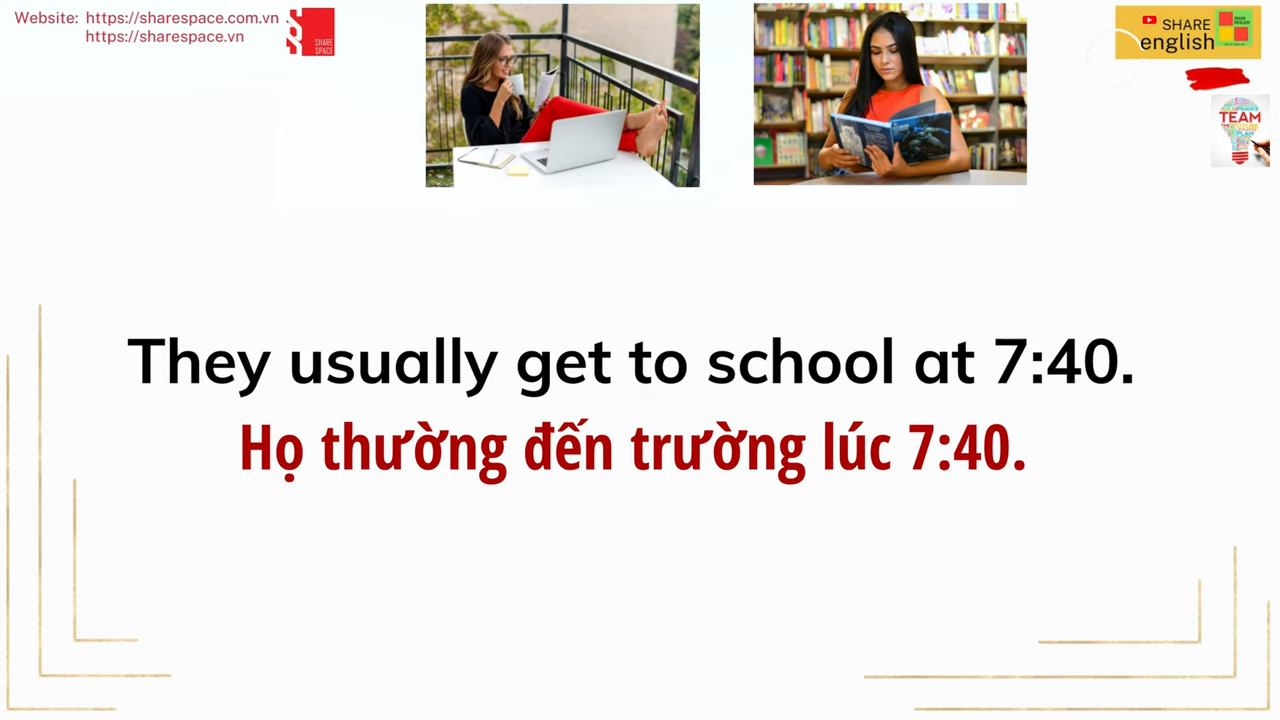 Website: https://sharespace.com.vn
https://sharespace.vn
SHARE
SPACE
SHARE
english
TEAM
PLAN
They usually get to school at 7:40.
Họ thường đến trường lúc 7:40.